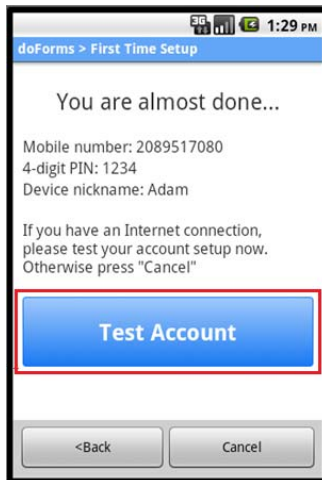 3G 1:29 PM
doForms > First Time Setup
You are almost done...
Mobile number: 2089517080
4-digit PIN: 1234
Device nickname: Adam
If you have an Internet connection,
please test your account setup now.
Otherwise press "Cancel"
Test Account
<Back Cancel